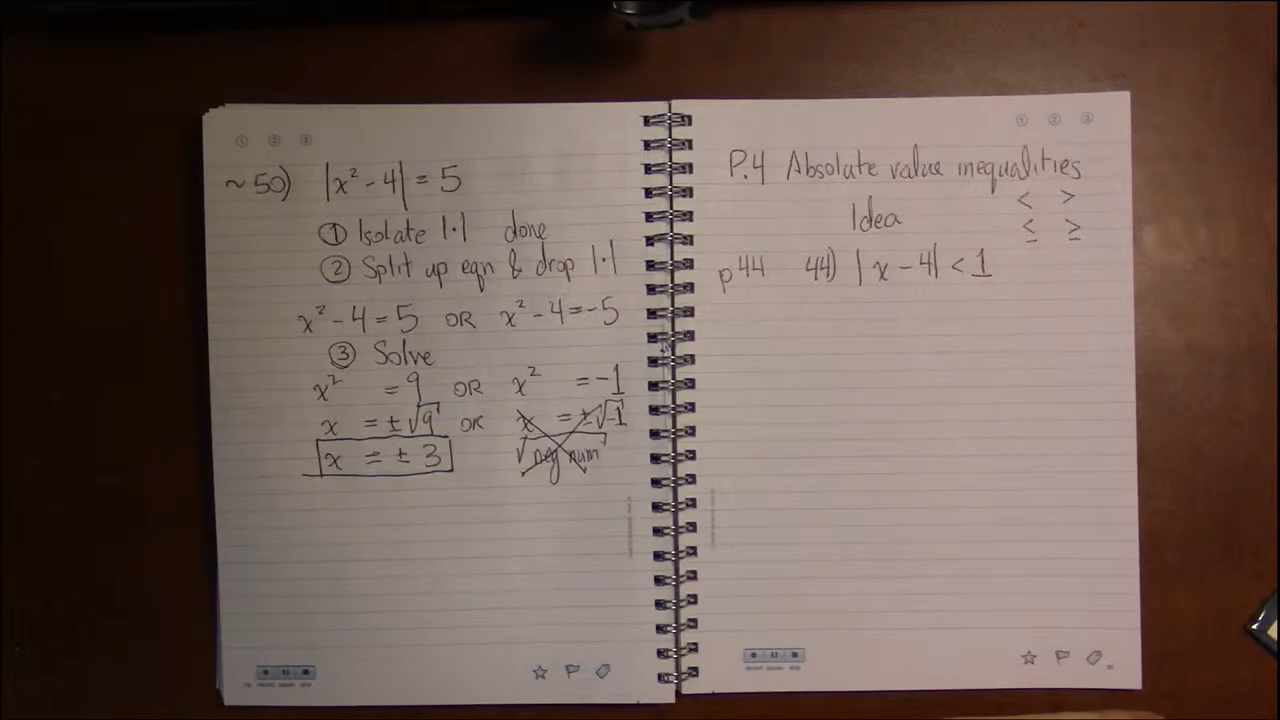 ~ 50) |x² - 4| = 5
① Isolate |·| done
② Split up eqn & drop |·|
x² - 4 = 5 OR x² - 4 = -5
③ Solve
x² = 9 OR x² = -1
x = ±√9 OR x = ±√-1
x = ± 3 √neg num
P.4 Absolute value inequalities
< >
Idea ≤ ≥
p44 44) |x - 4| < 1